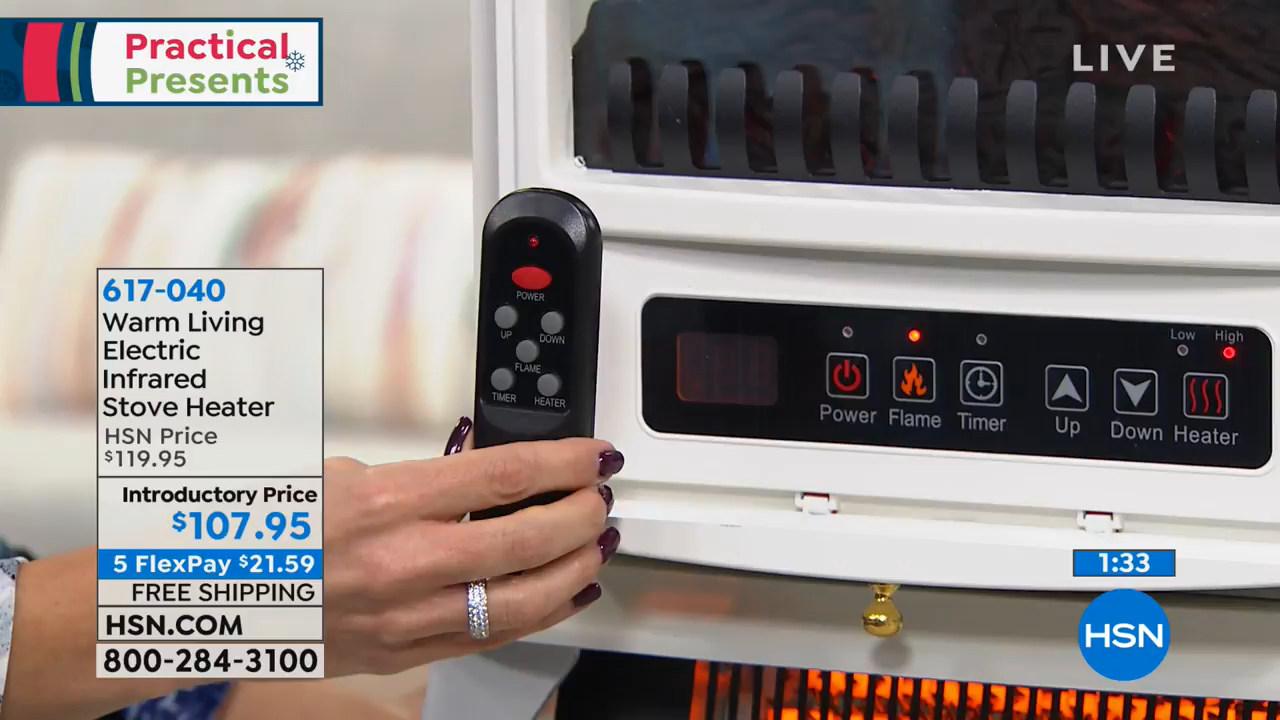 Practical
Presents
LIVE
617-040
Warm Living
Electric
Infrared
Stove Heater
HSN Price
$119.95
Introductory Price
$107.95
5 FlexPay $21.59
FREE SHIPPING
HSN.COM
800-284-3100
POWER
UP
DOWN
FLAME
TIMER
HEATER
Low
High
Power
Flame
Timer
Up
Down
Heater
1:33
HSN